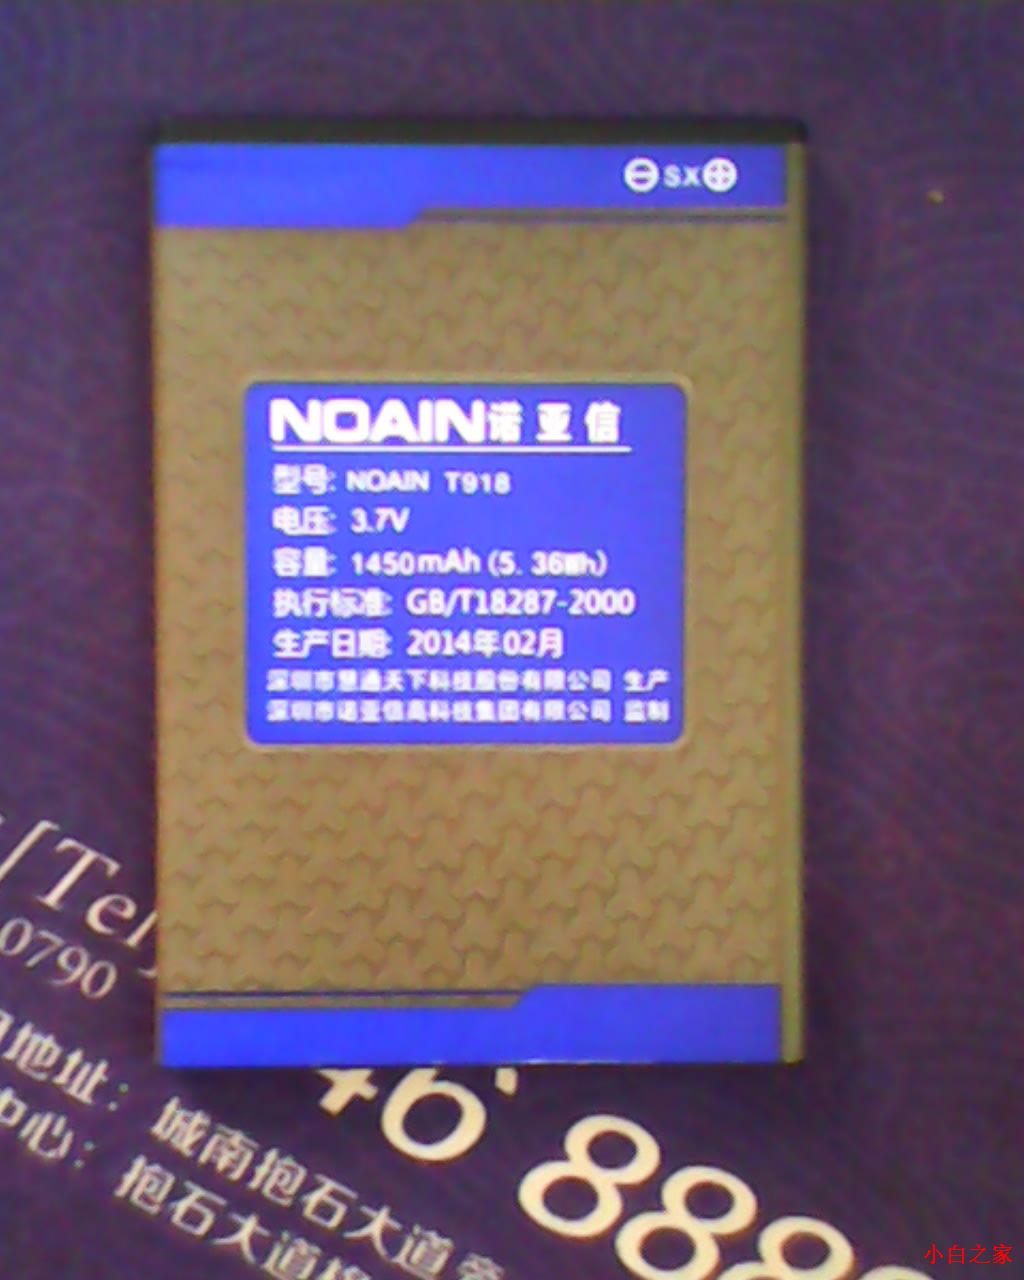 SX
NOAIN诺亚信
型号: NOAIN T918
电压: 3.7V
容量: 1450mAh (5.36Wh)
执行标准: GB/T18287-2000
生产日期: 2014年02月
深圳市慧通天下科技股份有限公司 生产
深圳市诺亚信高科技集团有限公司 监制
[Tel]
0790
46
888
地址: 城南抱石大道
中心: 抱石大道
小白之家